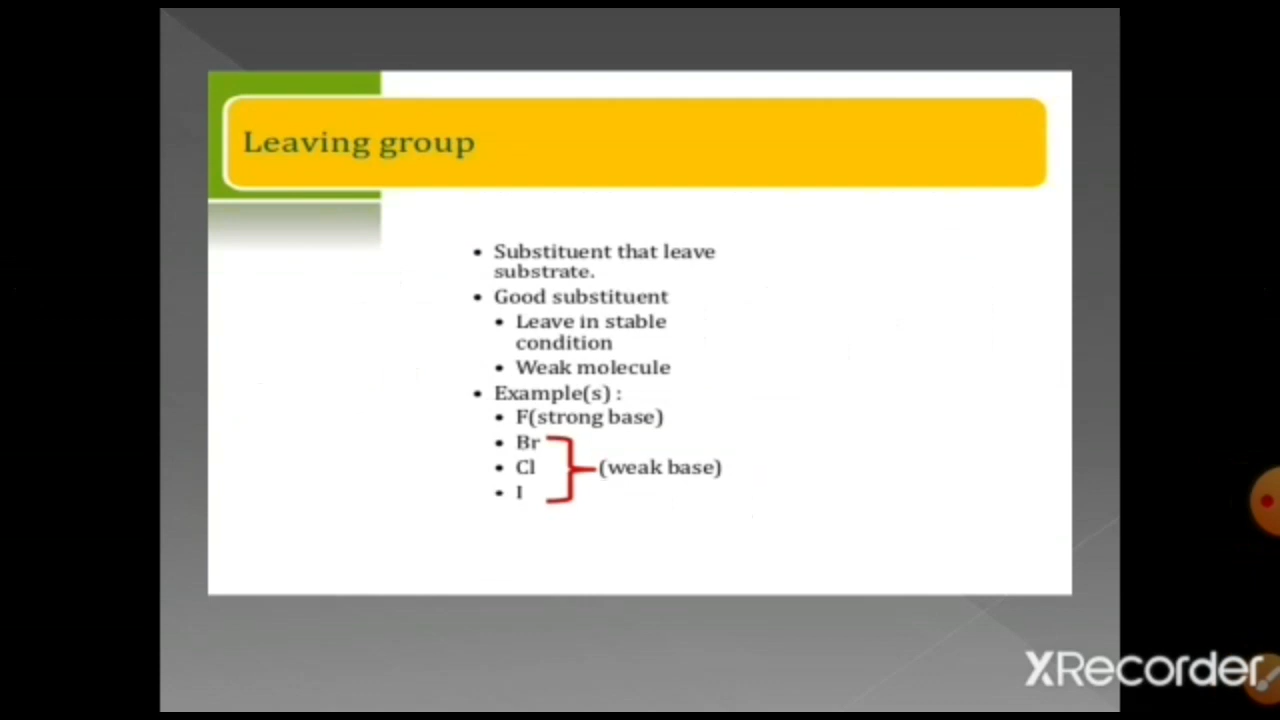 Leaving group
• Substituent that leave
substrate.
• Good substituent
• Leave in stable
condition
• Weak molecule
• Example(s) :
• F(strong base)
• Br
• Cl
(weak base)
• I
XRecorder